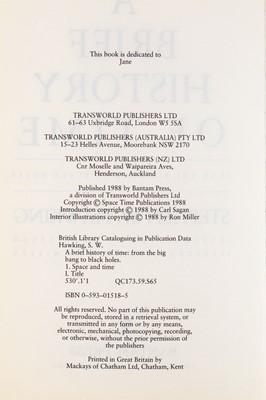 This book is dedicated to
Jane
TRANSWORLD PUBLISHERS LTD
61–63 Uxbridge Road, London W5 5SA
TRANSWORLD PUBLISHERS (AUSTRALIA) PTY LTD
15–23 Helles Avenue, Moorebank NSW 2170
TRANSWORLD PUBLISHERS (NZ) LTD
Cnr Moselle and Waipareira Aves,
Henderson, Auckland
Published 1988 by Bantam Press,
a division of Transworld Publishers Ltd
Copyright © Space Time Publications 1988
Introduction copyright © 1988 by Carl Sagan
Interior illustrations copyright © 1988 by Ron Miller
British Library Cataloguing in Publication Data
Hawking, S. W.
A brief history of time: from the big
bang to black holes.
1. Space and time
I. Title
530'.1'1 QC173.59.S65
ISBN 0–593–01518–5
All rights reserved. No part of this publication may
be reproduced, stored in a retrieval system, or
transmitted in any form or by any means,
electronic, mechanical, photocopying, recording,
or otherwise, without the prior permission of
the publishers
Printed in Great Britain by
Mackays of Chatham Ltd, Chatham, Kent